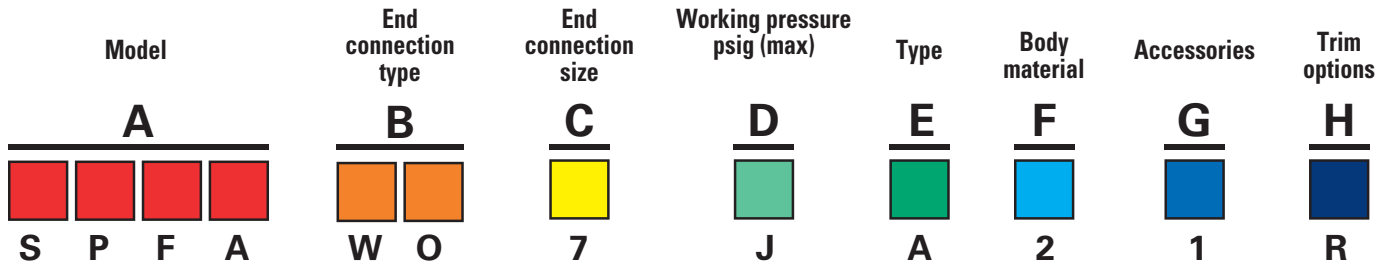 Model
End
connection
type
End
connection
size
Working pressure
psig (max)
Type
Body
material
Accessories
Trim
options
A B C D E F G H
S P F A W O 7 J A 2 1 R